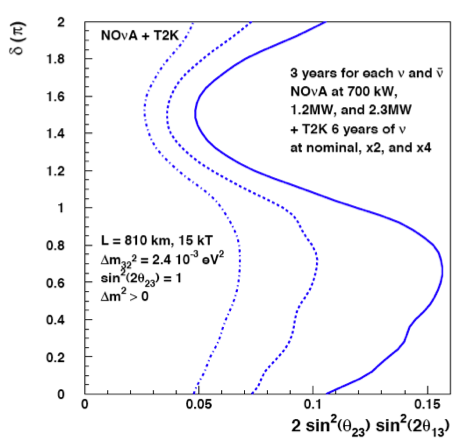 δ (π)
2
1.8
1.6
1.4
1.2
1
0.8
0.6
0.4
0.2
0
NOνA + T2K
3 years for each ν and ν̄
NOνA at 700 kW,
1.2MW, and 2.3MW
+ T2K 6 years of ν
at nominal, x2, and x4
L = 810 km, 15 kT
Δm₃₂² = 2.4 10⁻³ eV²
sin²(2θ₂₃) = 1
Δm² > 0
0 0.05 0.1 0.15
2 sin²(θ₂₃) sin²(2θ₁₃)